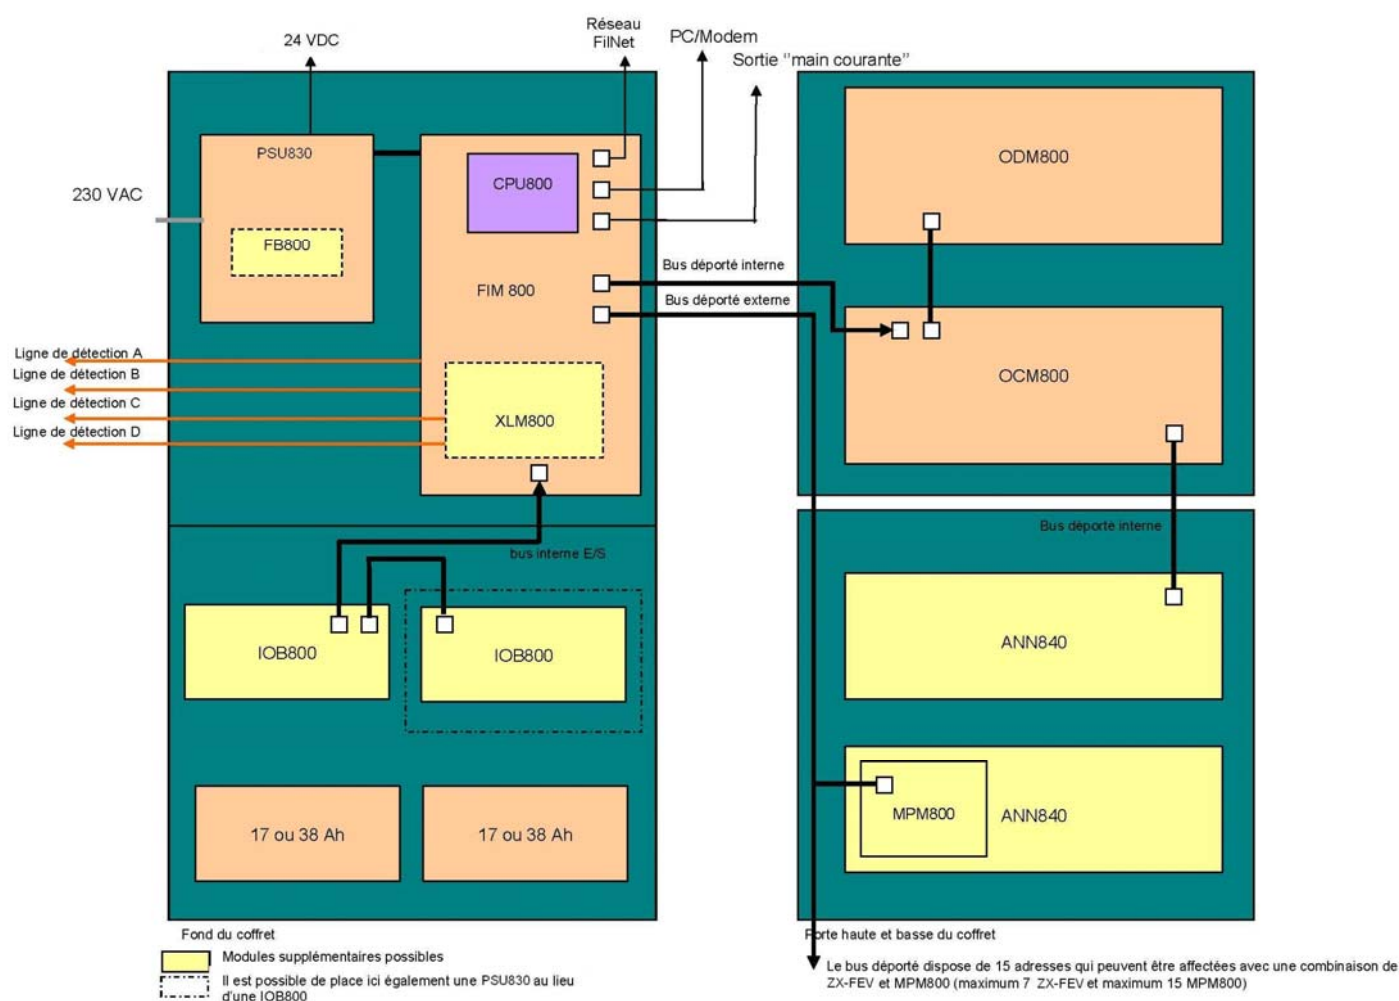 Réseau
FilNet
24 VDC
PC/Modem
Sortie "main courante"
PSU830
CPU800
ODM800
230 VAC
FB800
Bus déporté interne
FIM 800
Bus déporté externe
Ligne de détection A
Ligne de détection B
Ligne de détection C
Ligne de détection D
XLM800
OCM800
Bus déporté interne
bus interne E/S
IOB800
IOB800
ANN840
17 ou 38 Ah
17 ou 38 Ah
MPM800
ANN840
Fond du coffret
Porte haute et basse du coffret
Modules supplémentaires possibles
Il est possible de place ici également une PSU830 au lieu
d'une IOB800
Le bus déporté dispose de 15 adresses qui peuvent être affectées avec une combinaison de
ZX-FEV et MPM800 (maximum 7 ZX-FEV et maximum 15 MPM800)